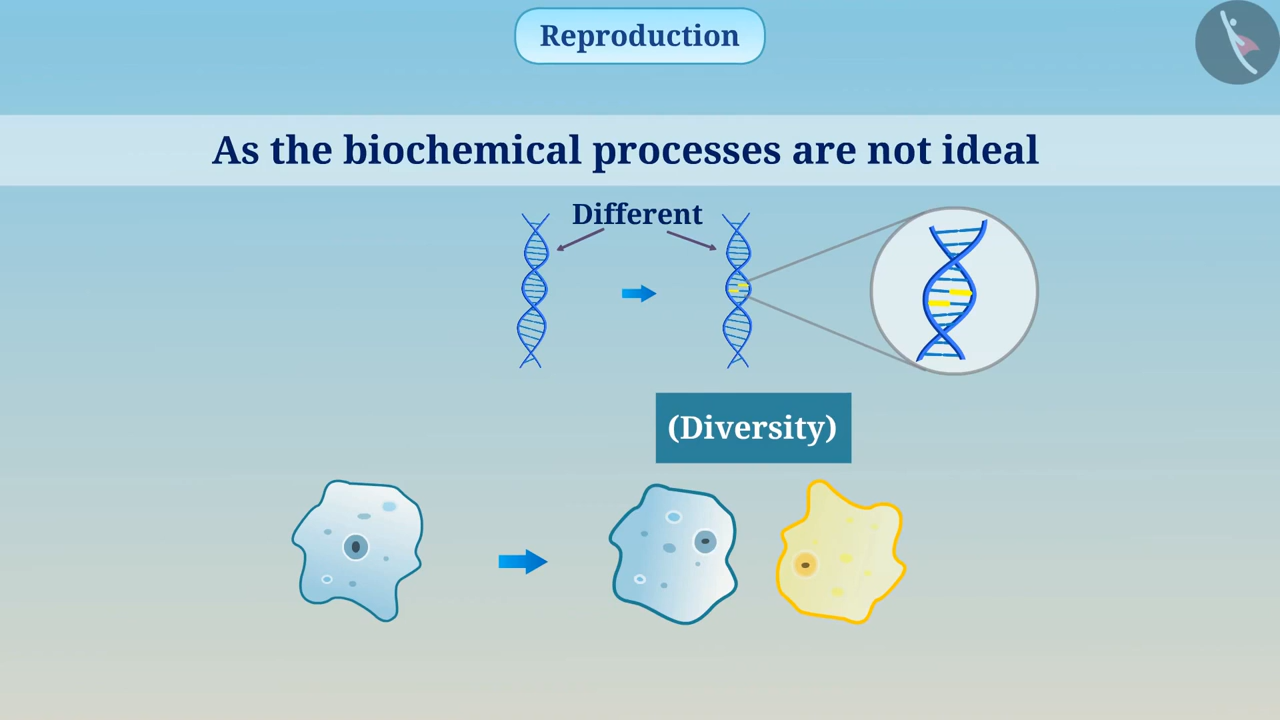 Reproduction
As the biochemical processes are not ideal
Different
(Diversity)